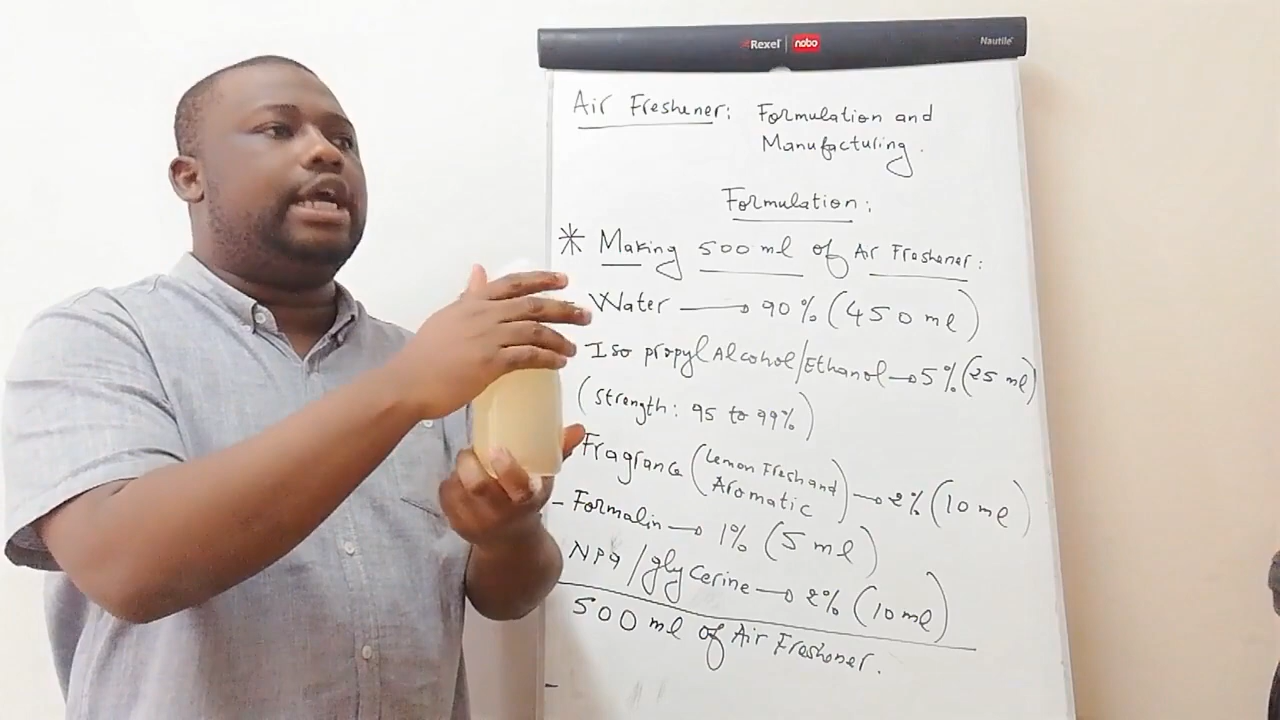 Rexel nobo Nautile
Air Freshener: Formulation and
Manufacturing.
Formulation:
* Making 500 ml of Air Freshener:
Water → 90% (450 ml)
Iso propyl Alcohol/Ethanol → 5% (25 ml)
(Strength: 95 to 99%)
Fragrance (Lemon Fresh and
Aromatic) → 2% (10 ml)
- Formalin → 1% (5 ml)
NP9/glycerine → 2% (10 ml)
500 ml of Air Freshener.